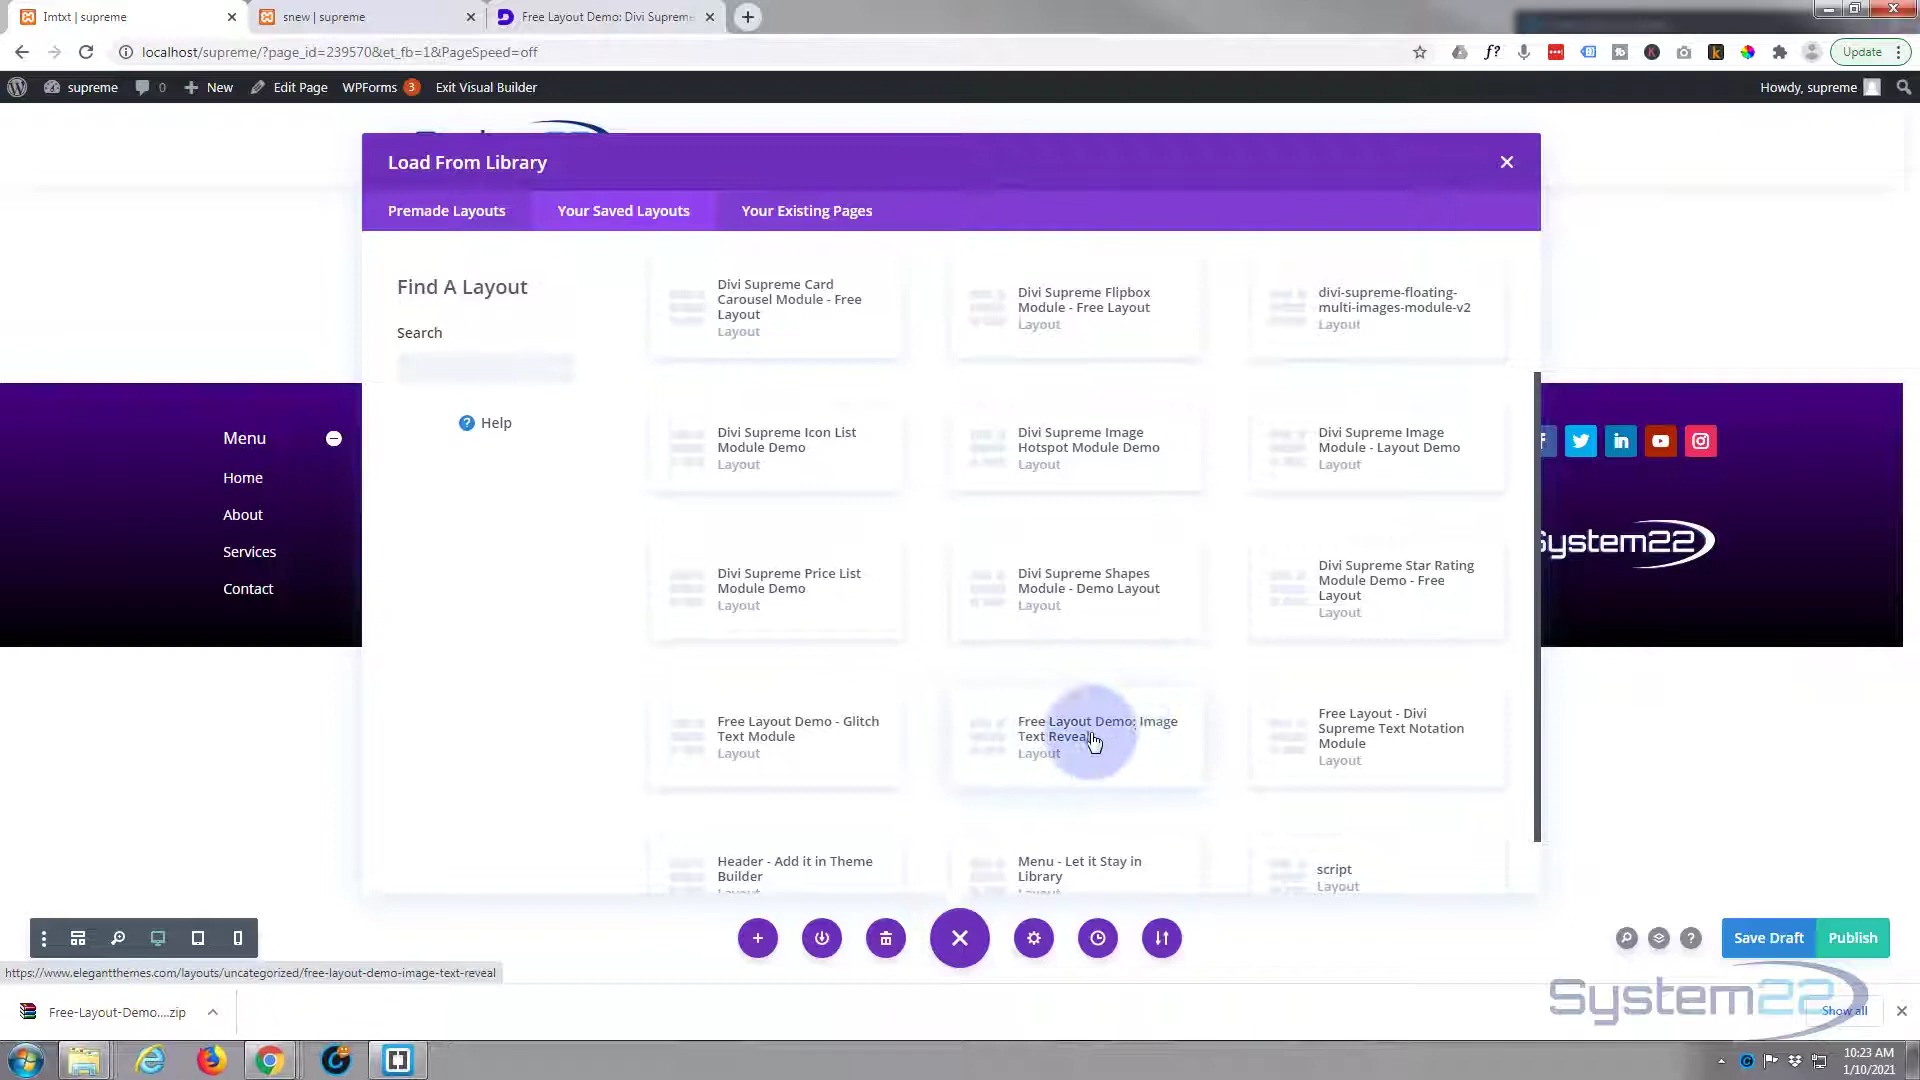 Imtxt | supreme
snew | supreme
Free Layout Demo: Divi Supreme
localhost/supreme/?page_id=239570&et_fb=1&PageSpeed=off
Update
supreme
0
New
Edit Page
WPForms 3
Exit Visual Builder
Howdy, supreme
Load From Library
Premade Layouts
Your Saved Layouts
Your Existing Pages
Find A Layout
Search
Help
Divi Supreme Card
Carousel Module - Free
Layout
Layout
Divi Supreme Flipbox
Module - Free Layout
Layout
divi-supreme-floating-
multi-images-module-v2
Layout
Divi Supreme Icon List
Module Demo
Layout
Divi Supreme Image
Hotspot Module Demo
Layout
Divi Supreme Image
Module - Layout Demo
Layout
Divi Supreme Price List
Module Demo
Layout
Divi Supreme Shapes
Module - Demo Layout
Layout
Divi Supreme Star Rating
Module Demo - Free
Layout
Layout
Free Layout Demo - Glitch
Text Module
Layout
Free Layout Demo: Image
Text Reveal
Layout
Free Layout - Divi
Supreme Text Notation
Module
Layout
Header - Add it in Theme
Builder
Layout
Menu - Let it Stay in
Library
Layout
script
Layout
Menu
Home
About
Services
Contact
System22
Save Draft
Publish
https://www.elegantthemes.com/layouts/uncategorized/free-layout-demo-image-text-reveal
Free-Layout-Demo....zip
System22
Show all
10:23 AM
1/10/2021